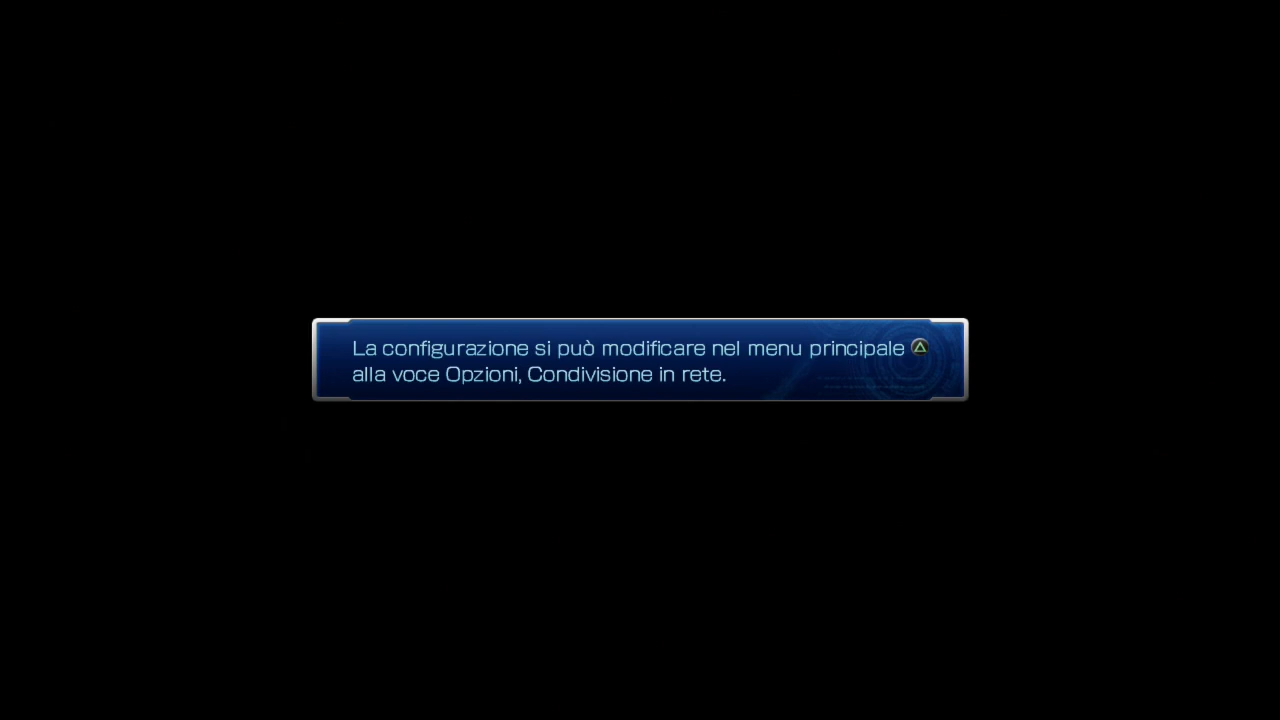 La configurazione si può modificare nel menu principale
alla voce Opzioni, Condivisione in rete.